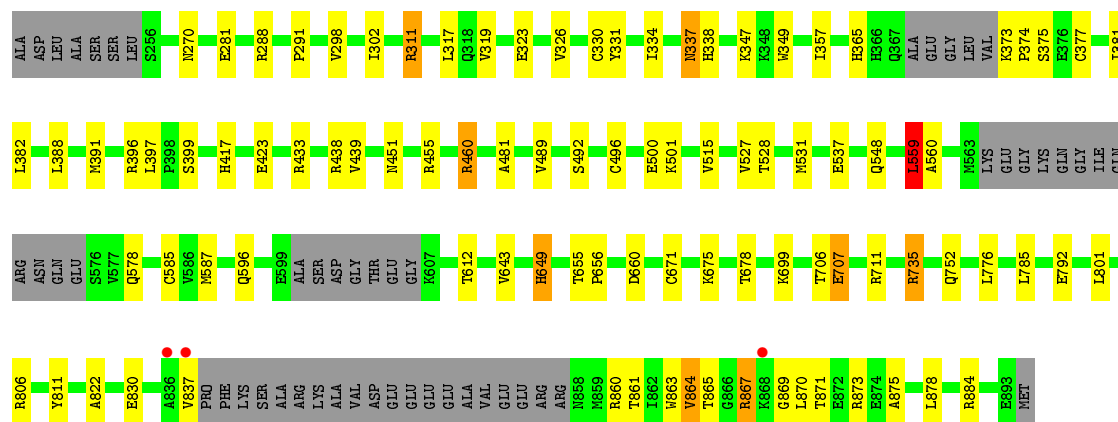 ALA ASP LEU ALA SER SER LEU S256 N270 E281 R288 P291 V298 I302 R311 L317 Q318 V319 E323 V326 C330 Y331 I334 N337 H338 K347 K348 W349 I357 H365 H366 Q367 ALA GLU GLY LEU VAL K373 P374 S375 E376 C377
L382 L388 M391 R396 L397 P398 S399 H417 E423 R433 R438 V439 N451 R455 R460 A481 V489 S492 C496 E500 K501 V515 V527 T528 M531 E537 Q548 L559 A560 M563 LYS GLU GLY LYS GLN GLY ILE GLN
ARG ASN GLN GLU S576 V577 Q578 C585 V586 M587 Q596 E599 ALA SER ASP GLY THR GLU GLY K607 T612 V643 H649 T655 P656 D660 C671 K675 T678 K699 T706 E707 R711 R735 Q752 L776 L785 E792 L801
R806 Y811 A822 E830 A836 V837 PRO PHE LYS SER ALA ARG LYS ALA VAL ASP GLU GLU GLU GLU ALA VAL GLU GLU ARG ARG N858 M859 R860 T861 I862 W863 V864 T865 G866 R867 K868 G869 L870 T871 E872 R873 E874 A875 L878 R884 E893 MET